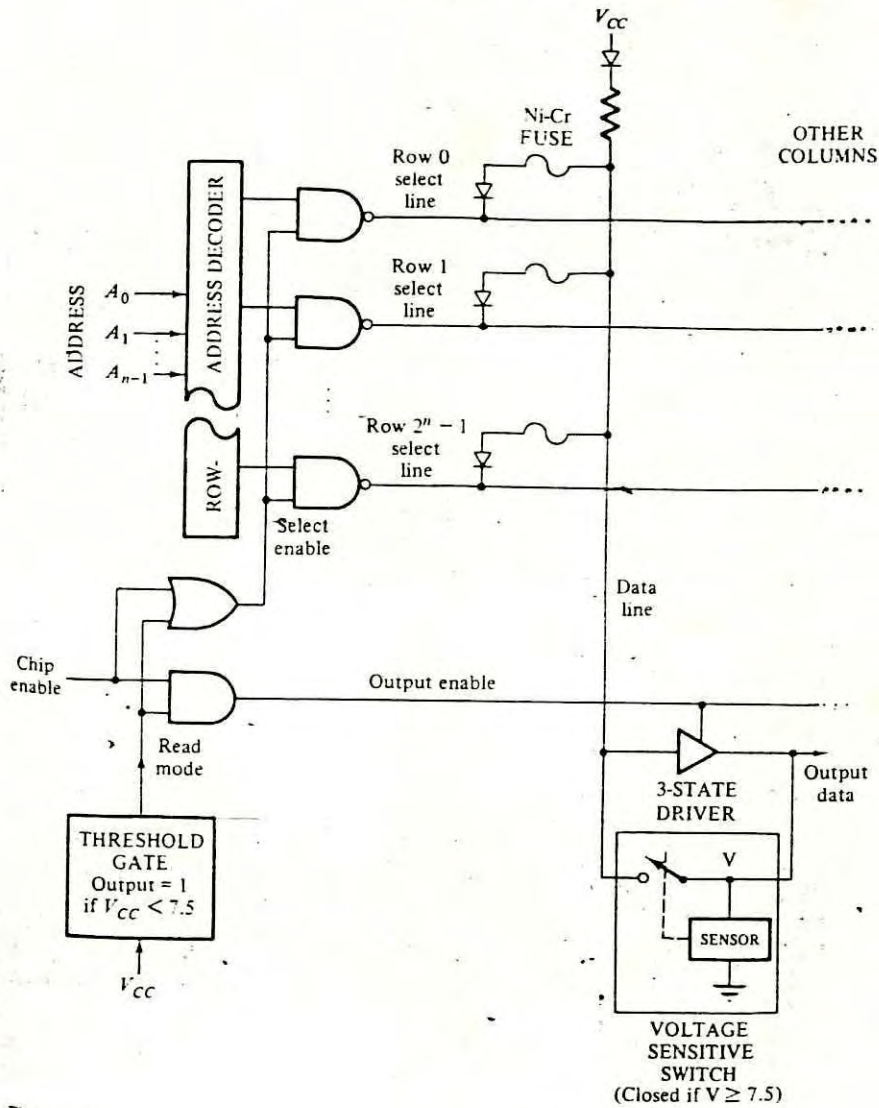 V_CC
Ni-Cr
FUSE
OTHER
COLUMNS
Row 0
select
line
ADDRESS DECODER
ROW-
ADDRESS
A_0
A_1
A_{n-1}
Row 1
select
line
Row 2^n − 1
select
line
Select
enable
Data
line
Chip
enable
Output enable
Read
mode
3-STATE
DRIVER
Output
data
THRESHOLD
GATE
Output = 1
if V_CC < 7.5
V_CC
V
SENSOR
VOLTAGE
SENSITIVE
SWITCH
(Closed if V ≥ 7.5)